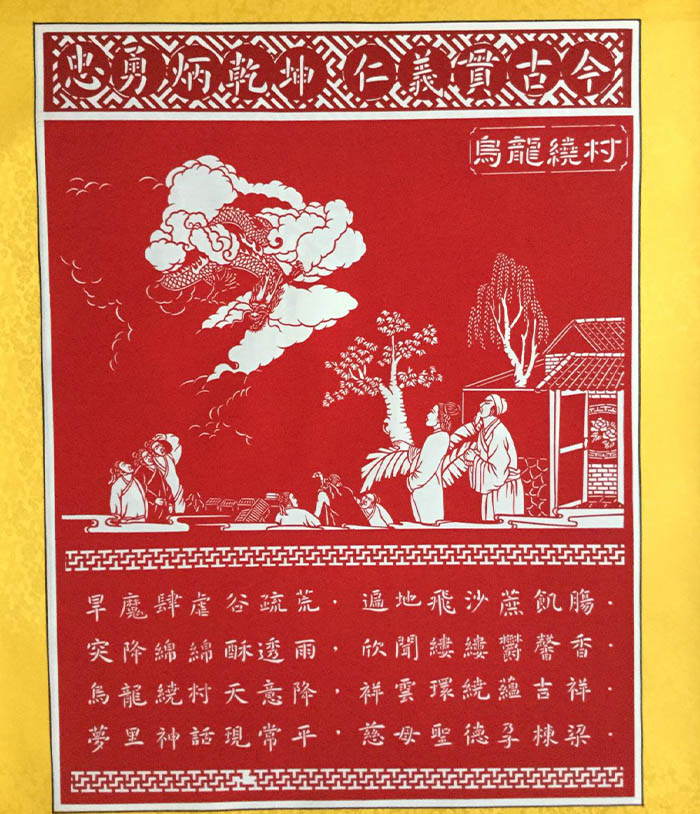 忠勇炳乾坤 仁義貫古今
烏龍繞村
旱魔肆虐谷疏荒，遍地飛沙蔗飢腸．
突降綿綿酥透雨，欣聞縷縷欝馨香．
烏龍繞村天意降，祥雲環繞蘊吉祥．
夢里神話現常平，慈母聖德孕棟梁．